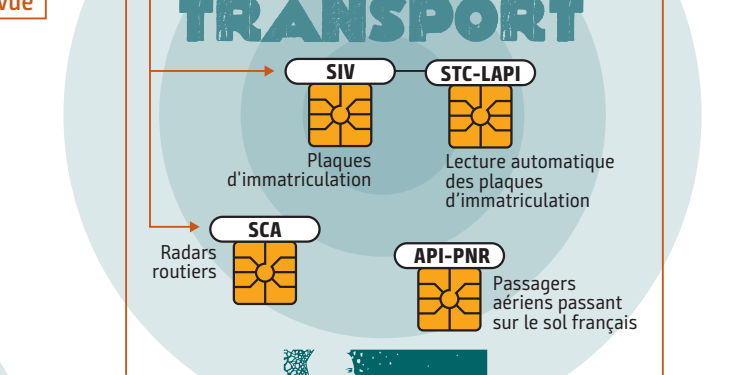 vue
TRANSPORT
SIV
STC-LAPI
Plaques
d'immatriculation
Lecture automatique
des plaques
d'immatriculation
SCA
Radars
routiers
API-PNR
Passagers
aériens passant
sur le sol français